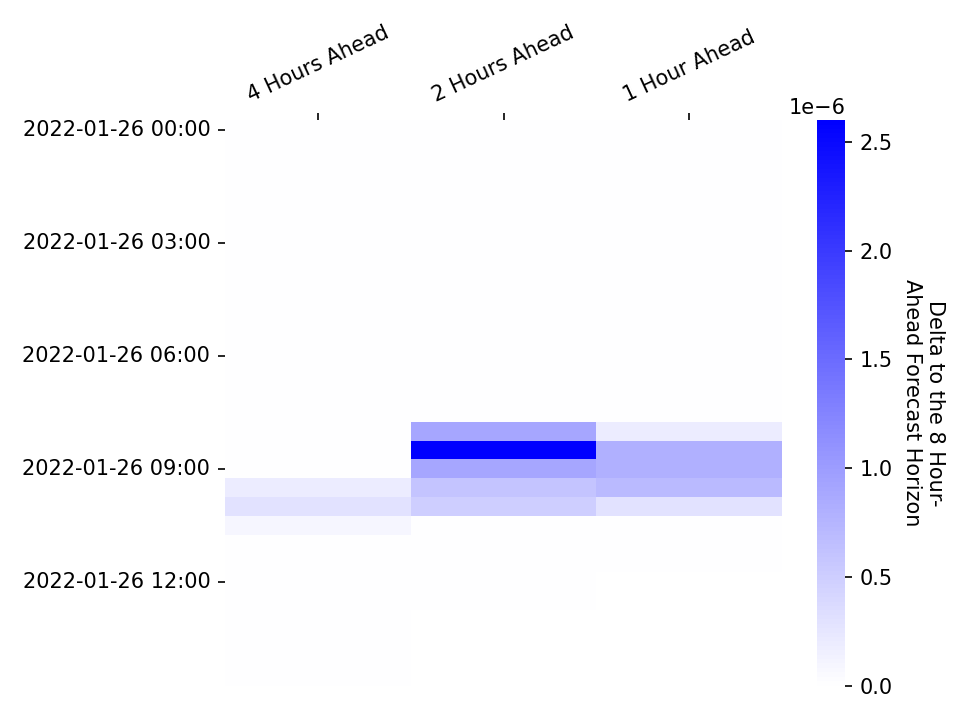 4 Hours Ahead
2 Hours Ahead
1 Hour Ahead
2022-01-26 00:00
2022-01-26 03:00
2022-01-26 06:00
2022-01-26 09:00
2022-01-26 12:00
1e−6
2.5
2.0
1.5
1.0
0.5
0.0
Delta to the 8 Hour-
Ahead Forecast Horizon